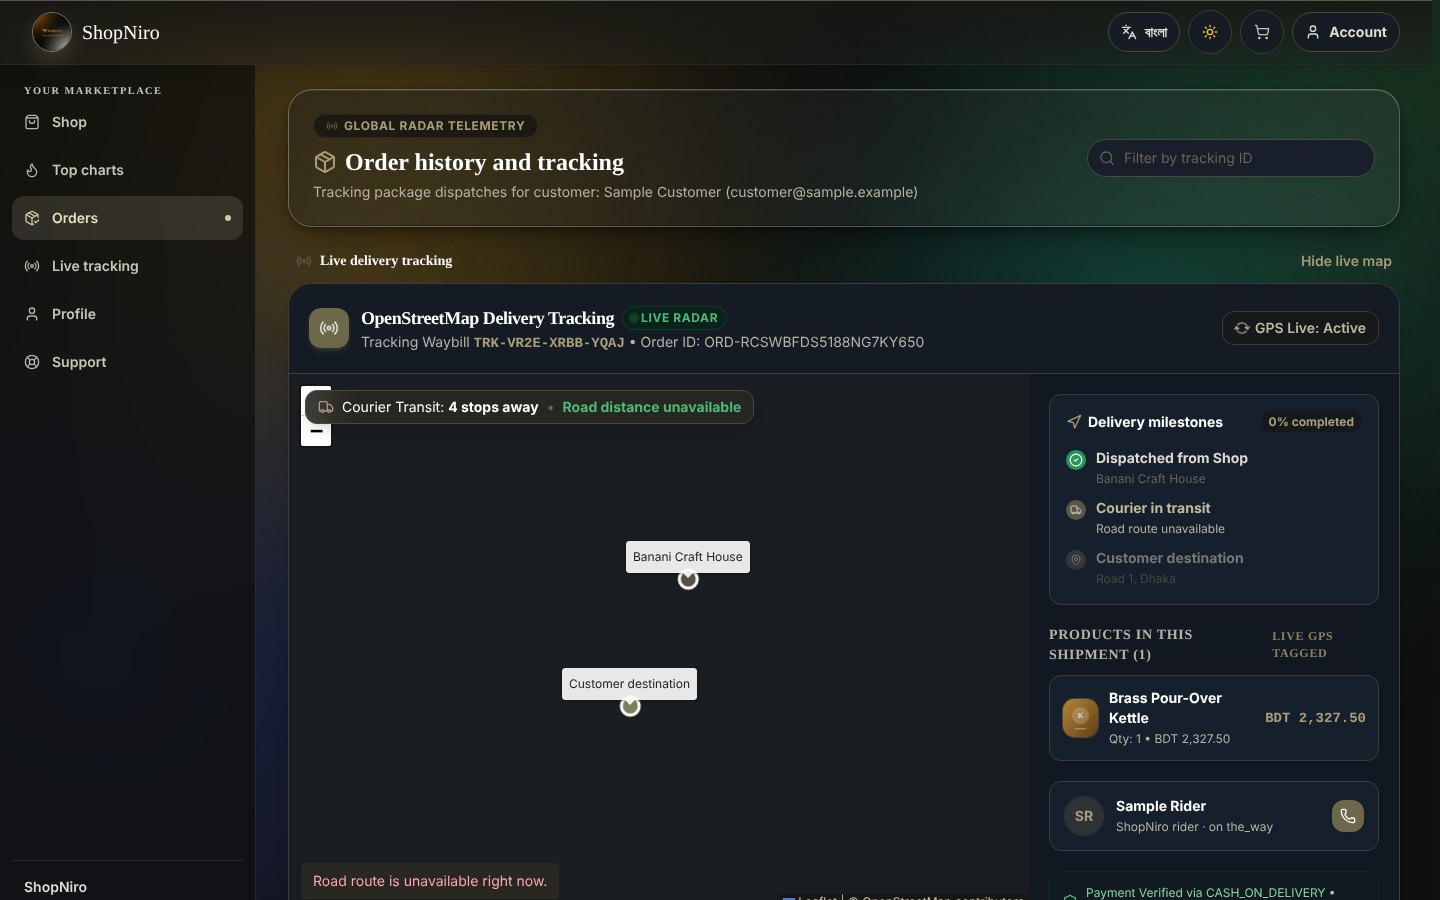 ShopNiro
বাংলা
Account
YOUR MARKETPLACE
Shop
Top charts
Orders
Live tracking
Profile
Support
ShopNiro
GLOBAL RADAR TELEMETRY
Order history and tracking
Tracking package dispatches for customer: Sample Customer (customer@sample.example)
Filter by tracking ID
Live delivery tracking
Hide live map
OpenStreetMap Delivery Tracking
LIVE RADAR
Tracking Waybill TRK-VR2E-XRBB-YQAJ • Order ID: ORD-RCSWBFDS5188NG7KY650
GPS Live: Active
Courier Transit: 4 stops away • Road distance unavailable
−
Banani Craft House
Customer destination
Road route is unavailable right now.
Leaflet | © OpenStreetMap contributors
Delivery milestones
0% completed
Dispatched from Shop
Banani Craft House
Courier in transit
Road route unavailable
Customer destination
Road 1, Dhaka
PRODUCTS IN THIS
SHIPMENT (1)
LIVE GPS
TAGGED
K
Brass Pour-Over
Kettle
Qty: 1 • BDT 2,327.50
BDT 2,327.50
SR
Sample Rider
ShopNiro rider · on the_way
Payment Verified via CASH_ON_DELIVERY •